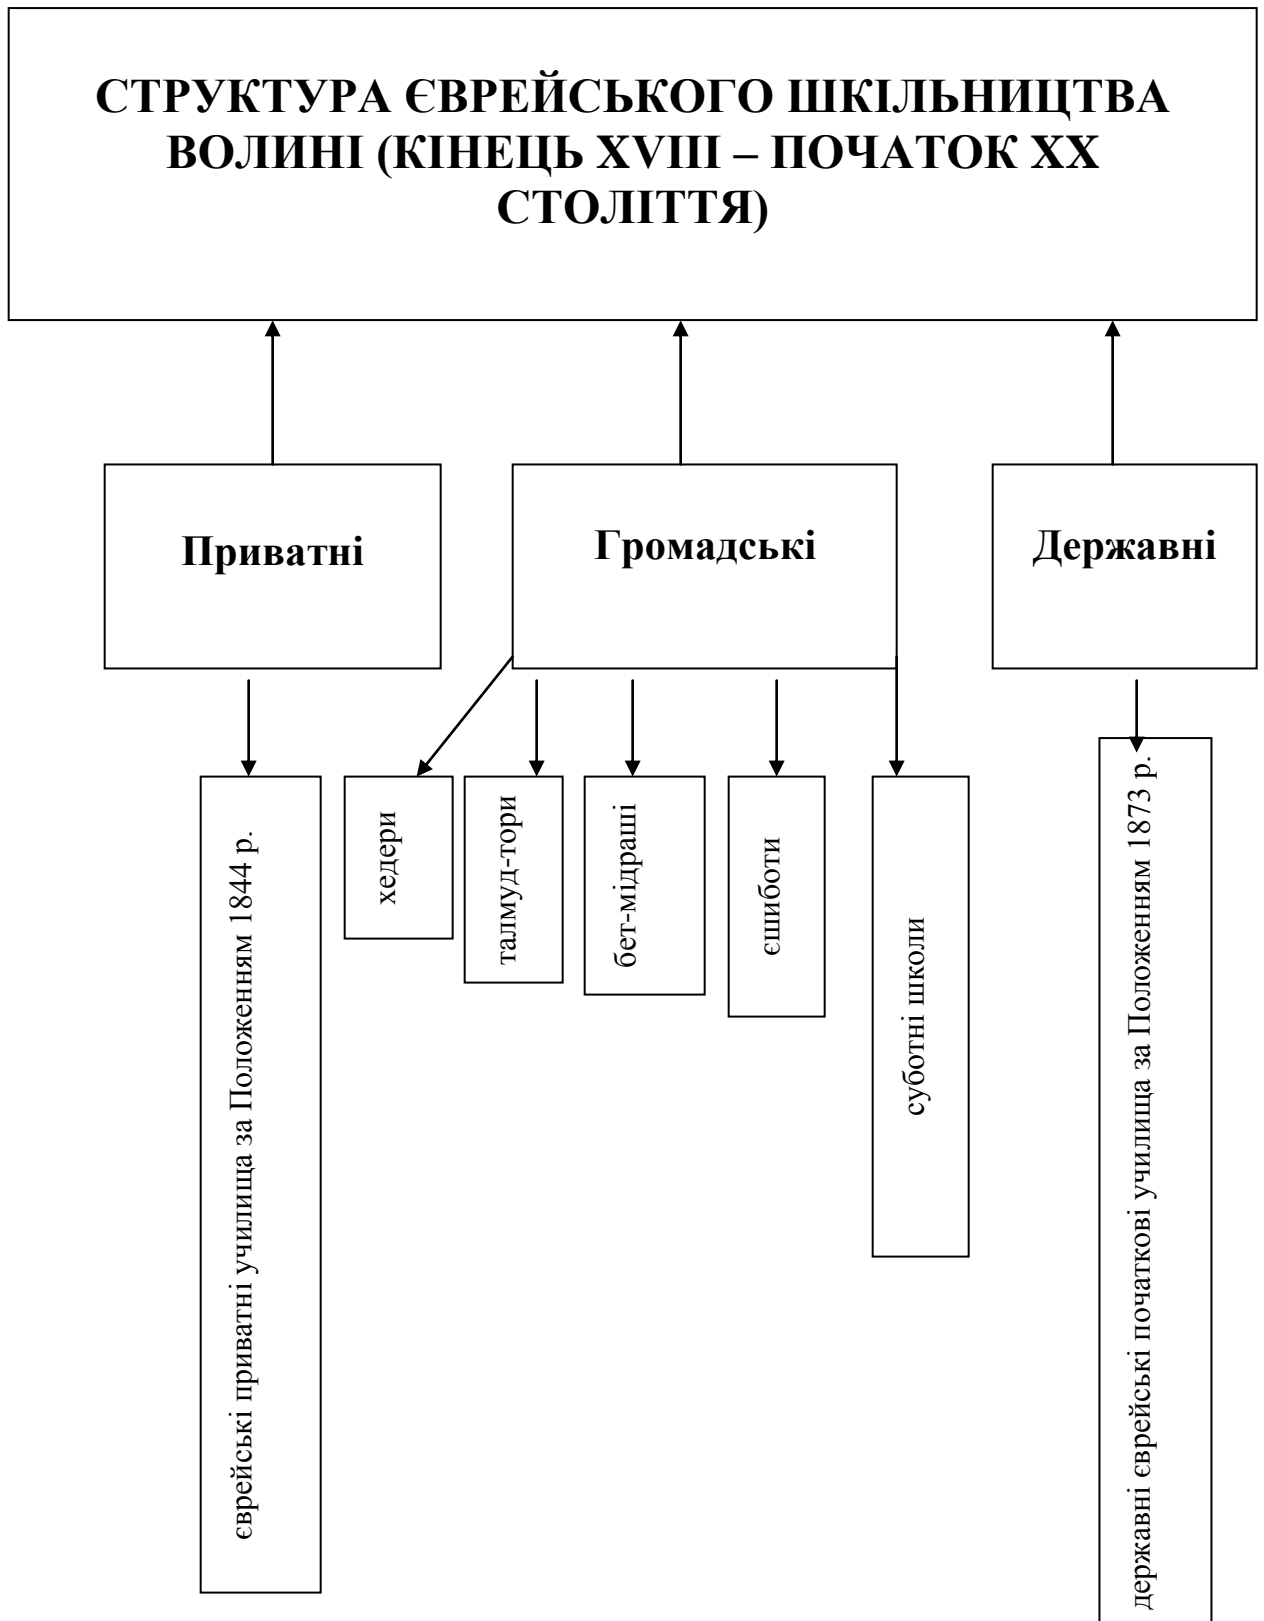 СТРУКТУРА ЄВРЕЙСЬКОГО ШКІЛЬНИЦТВА
ВОЛИНІ (КІНЕЦЬ XVIII – ПОЧАТОК XX
СТОЛІТТЯ)
Приватні
Громадські
Державні
єврейські приватні училища за Положенням 1844 р.
хедери
талмуд-тори
бет-мідраші
єшиботи
суботні школи
державні єврейські початкові училища за Положенням 1873 р.